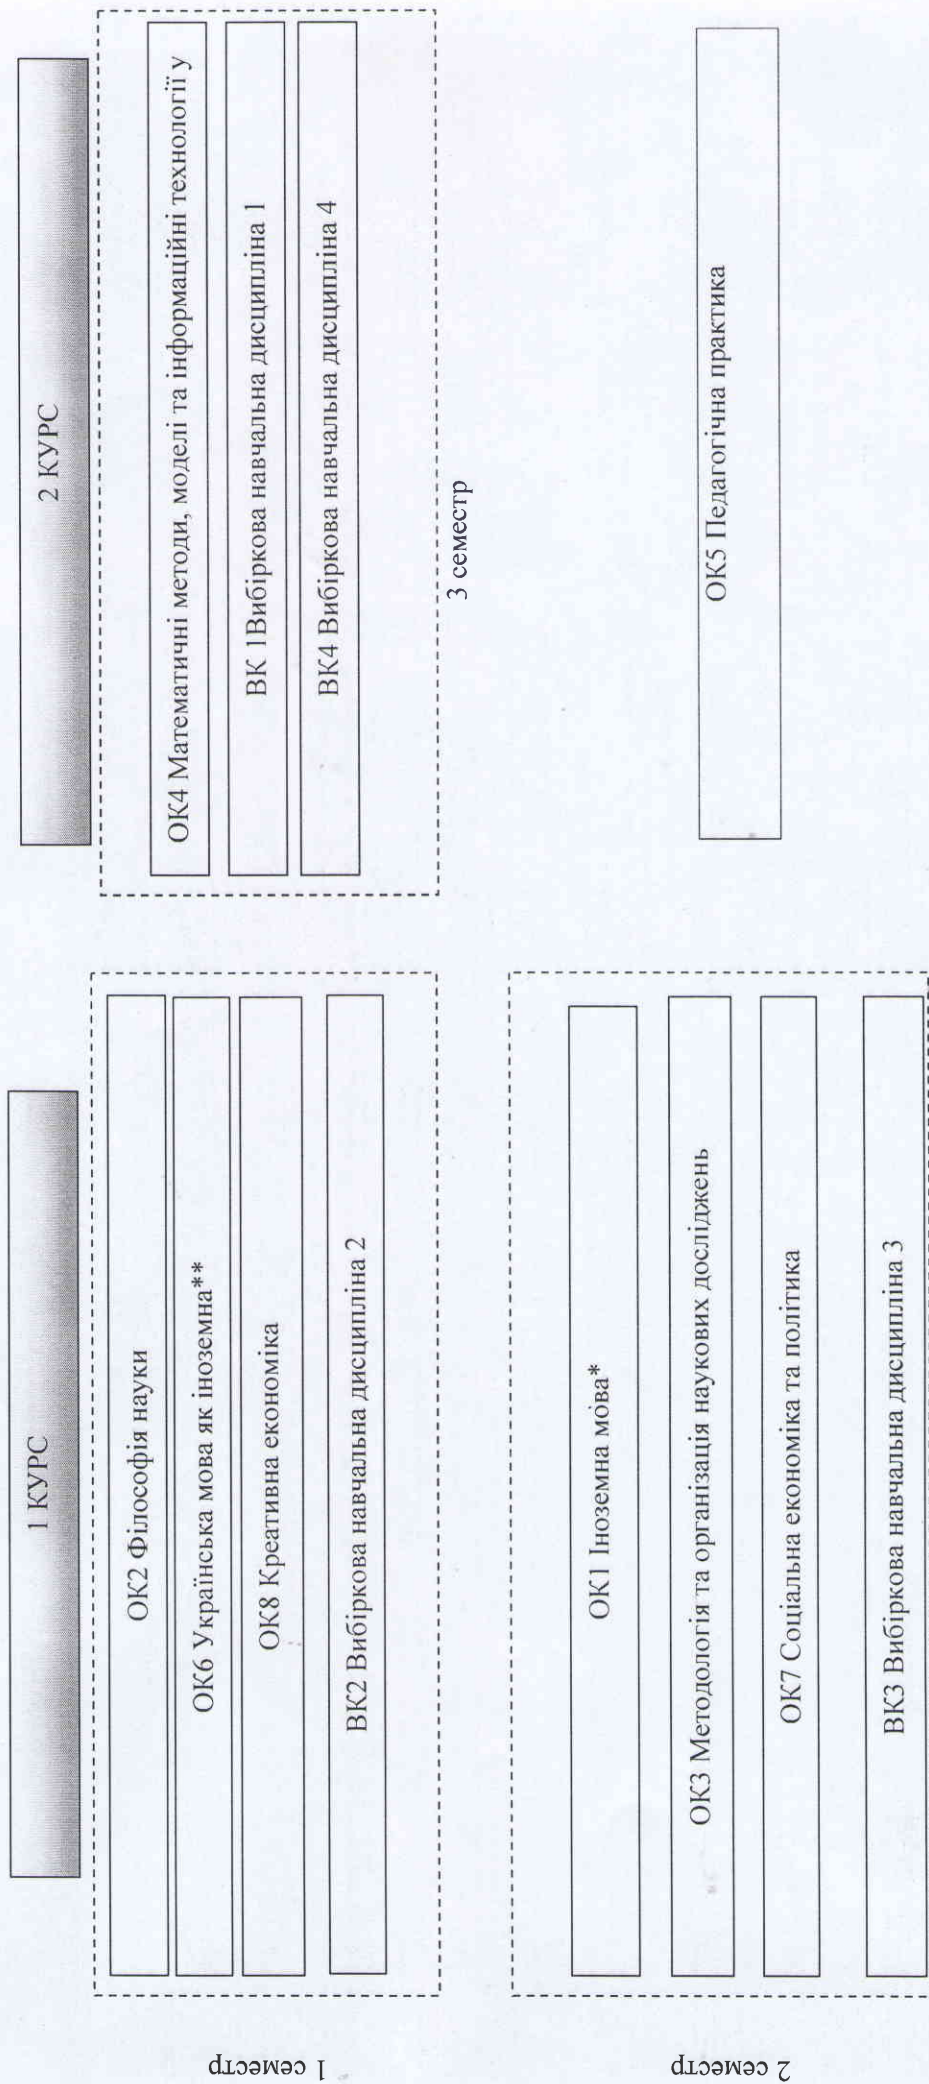 1 КУРС
1 семестр
ОК2 Філософія науки
ОК6 Українська мова як іноземна**
ОК8 Креативна економіка
ВК2 Вибіркова навчальна дисципліна 2
2 семестр
ОК1 Іноземна мова*
ОК3 Методологія та організація наукових досліджень
ОК7 Соціальна економіка та політика
ВК3 Вибіркова навчальна дисципліна 3
2 КУРС
ОК4 Математичні методи, моделі та інформаційні технології у
ВК 1Вибіркова навчальна дисципліна 1
ВК4 Вибіркова навчальна дисципліна 4
3 семестр
ОК5 Педагогічна практика